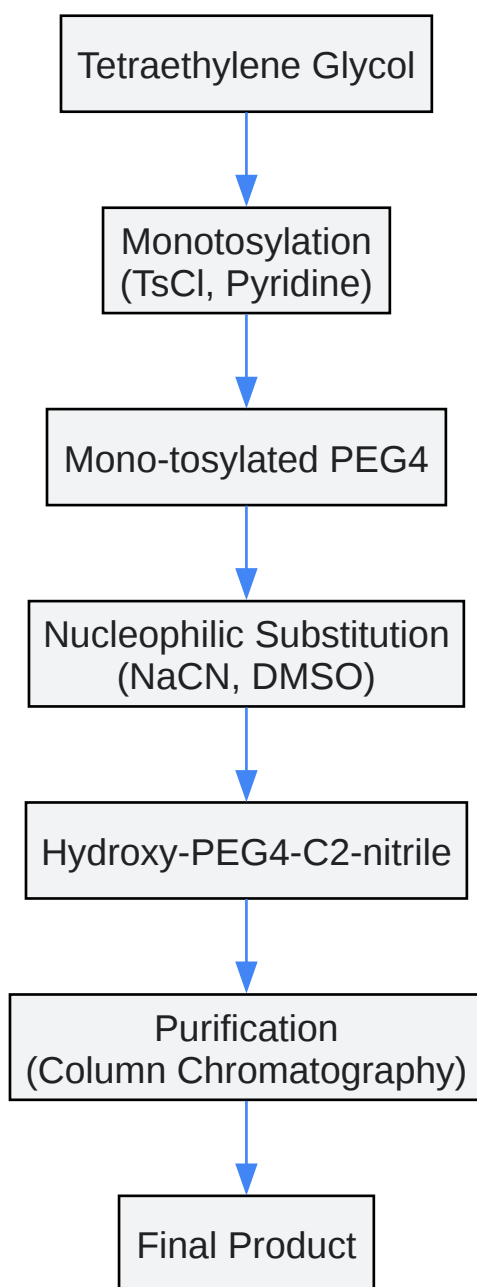 Tetraethylene Glycol
Monotosylation
(TsCl, Pyridine)
Mono-tosylated PEG4
Nucleophilic Substitution
(NaCN, DMSO)
Hydroxy-PEG4-C2-nitrile
Purification
(Column Chromatography)
Final Product